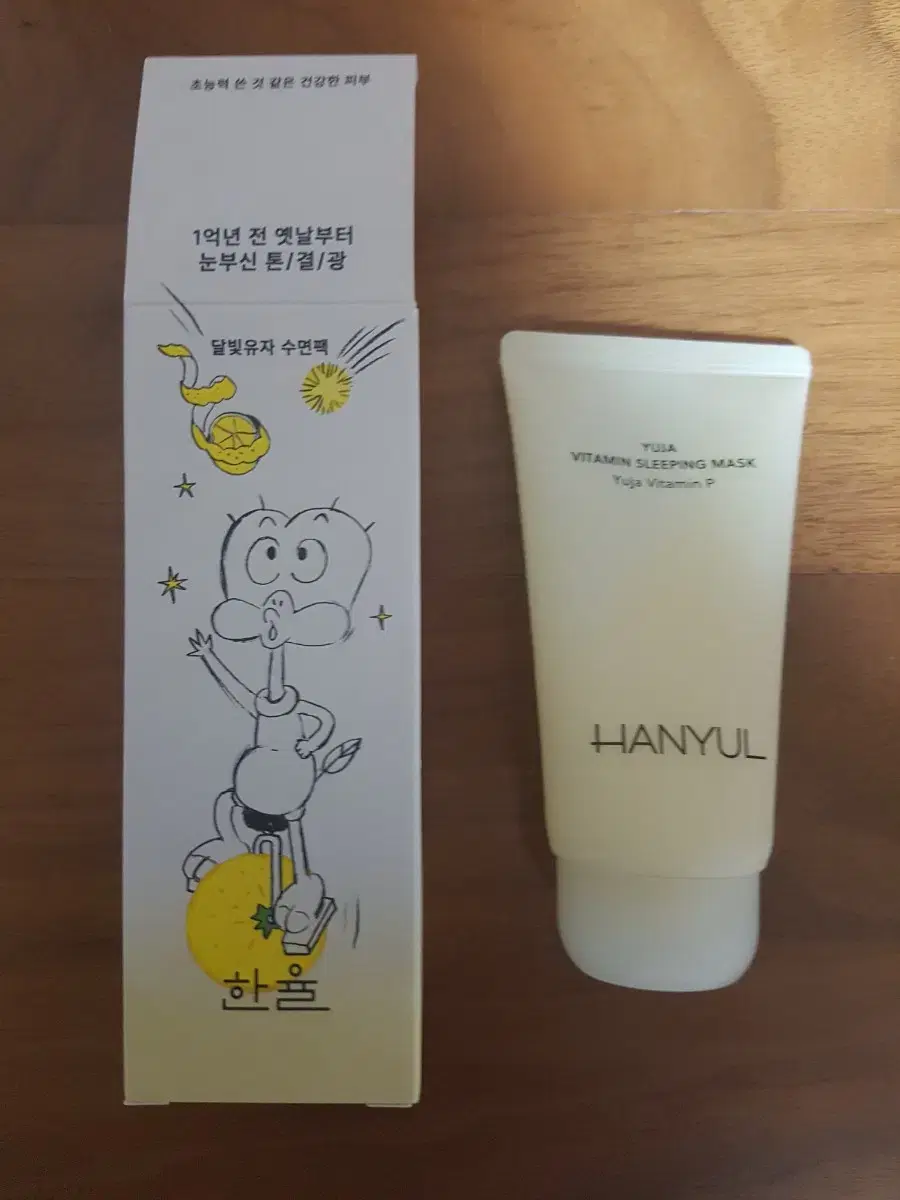 초능력 쓴 것 같은 건강한 피부
1억년 전 옛날부터
눈부신 톤/결/광
달빛유자 수면팩
한율
YUJA
VITAMIN SLEEPING MASK
Yuja Vitamin P
HANYUL